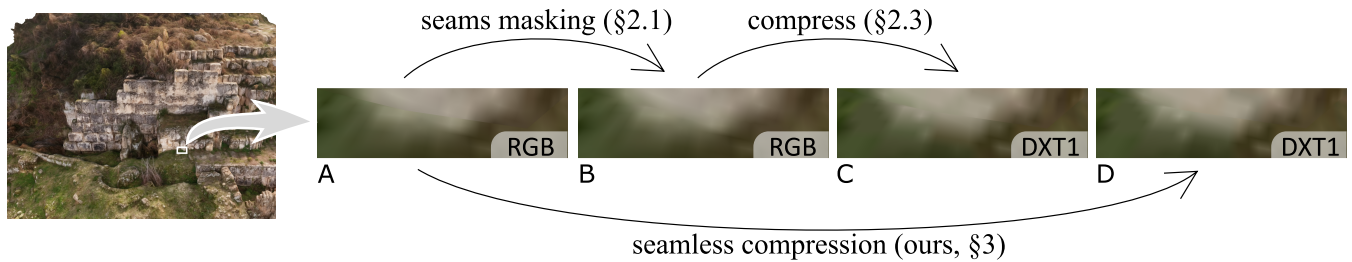 seams masking (§2.1)
compress (§2.3)
RGB
RGB
DXT1
DXT1
A
B
C
D
seamless compression (ours, §3)